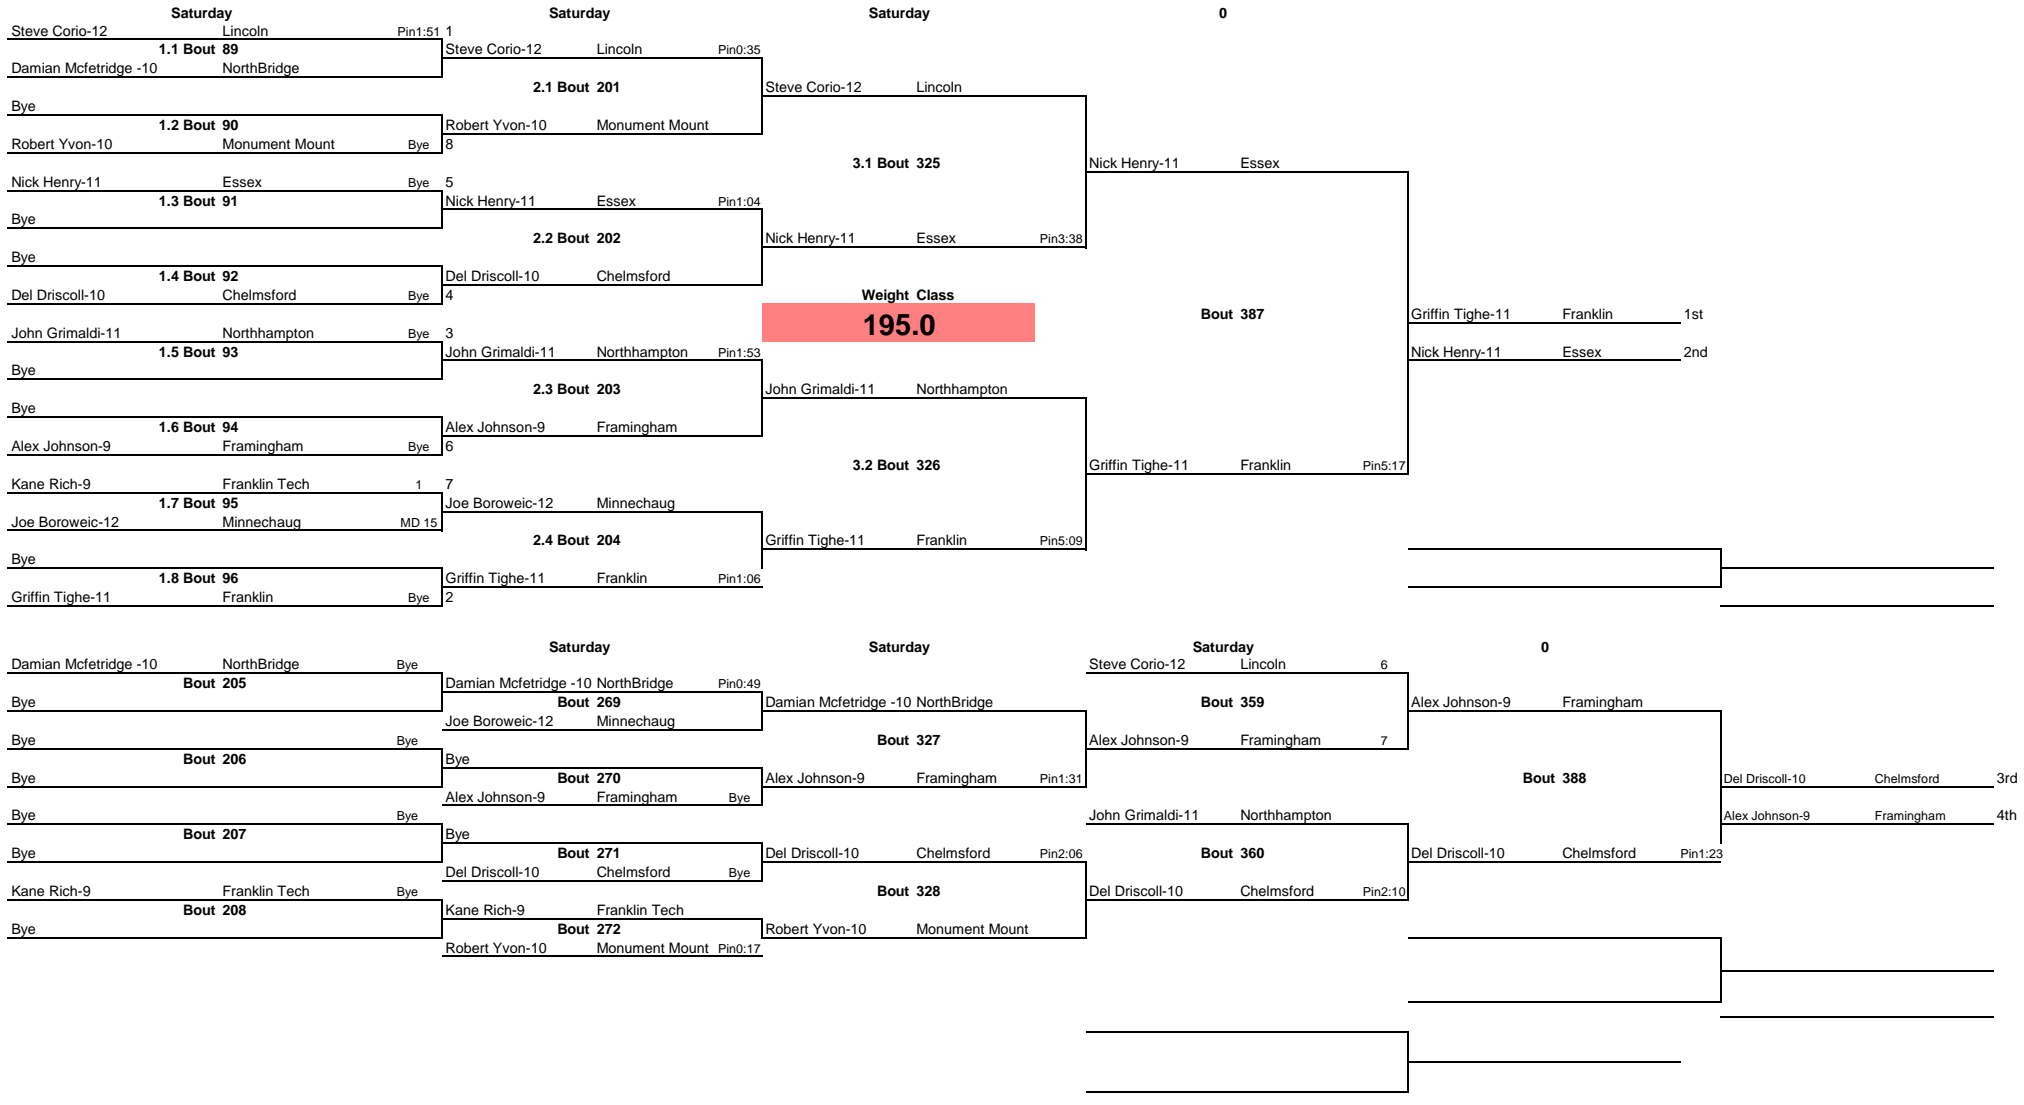 Saturday Saturday Saturday 0
Steve Corio-12 Lincoln Pin1:51 1
1.1 Bout 89 Steve Corio-12 Lincoln Pin0:35
Damian Mcfetridge -10 NorthBridge
2.1 Bout 201 Steve Corio-12 Lincoln
Bye
1.2 Bout 90 Robert Yvon-10 Monument Mount
Robert Yvon-10 Monument Mount Bye 8
3.1 Bout 325 Nick Henry-11 Essex
Nick Henry-11 Essex Bye 5
1.3 Bout 91 Nick Henry-11 Essex Pin1:04
Bye
2.2 Bout 202 Nick Henry-11 Essex Pin3:38
Bye
1.4 Bout 92 Del Driscoll-10 Chelmsford
Del Driscoll-10 Chelmsford Bye 4 Weight Class
195.0 Bout 387 Griffin Tighe-11 Franklin 1st
John Grimaldi-11 Northhampton Bye 3
1.5 Bout 93 John Grimaldi-11 Northhampton Pin1:53 Nick Henry-11 Essex 2nd
Bye
2.3 Bout 203 John Grimaldi-11 Northhampton
Bye
1.6 Bout 94 Alex Johnson-9 Framingham
Alex Johnson-9 Framingham Bye 6
3.2 Bout 326 Griffin Tighe-11 Franklin Pin5:17
Kane Rich-9 Franklin Tech 1 7
1.7 Bout 95 Joe Boroweic-12 Minnechaug
Joe Boroweic-12 Minnechaug MD 15
2.4 Bout 204 Griffin Tighe-11 Franklin Pin5:09
Bye
1.8 Bout 96 Griffin Tighe-11 Franklin Pin1:06
Griffin Tighe-11 Franklin Bye 2
Saturday Saturday Saturday 0
Damian Mcfetridge -10 NorthBridge Bye Steve Corio-12 Lincoln 6
Bout 205 Damian Mcfetridge -10 NorthBridge Pin0:49
Bye Bout 269 Damian Mcfetridge -10 NorthBridge Bout 359 Alex Johnson-9 Framingham
Joe Boroweic-12 Minnechaug
Bye Bye Bout 327 Alex Johnson-9 Framingham 7
Bout 206 Bye
Bye Bout 270 Alex Johnson-9 Framingham Pin1:31 Bout 388 Del Driscoll-10 Chelmsford 3rd
Alex Johnson-9 Framingham Bye
Bye Bye John Grimaldi-11 Northhampton Alex Johnson-9 Framingham 4th
Bout 207 Bye
Bye Bout 271 Del Driscoll-10 Chelmsford Pin2:06 Bout 360 Del Driscoll-10 Chelmsford Pin1:23
Del Driscoll-10 Chelmsford Bye
Kane Rich-9 Franklin Tech Bye Bout 328 Del Driscoll-10 Chelmsford Pin2:10
Bout 208 Kane Rich-9 Franklin Tech
Bye Bout 272 Robert Yvon-10 Monument Mount
Robert Yvon-10 Monument Mount Pin0:17